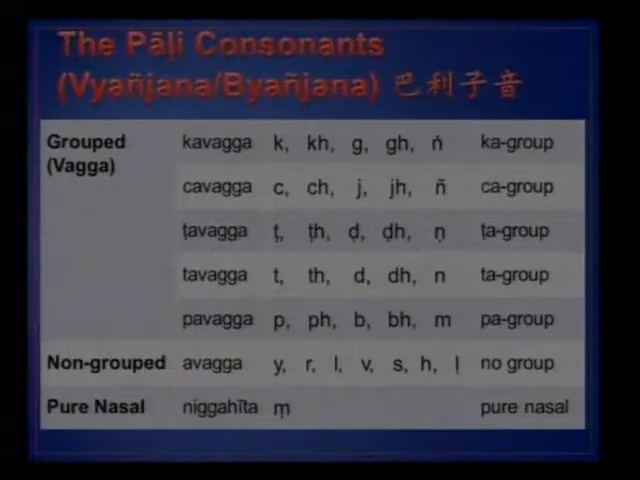 The Pāḷi Consonants
(Vyañjana/Byañjana) 巴利子音
Grouped (Vagga) kavagga k, kh, g, gh, ṅ ka-group
cavagga c, ch, j, jh, ñ ca-group
ṭavagga ṭ, ṭh, ḍ, ḍh, ṇ ṭa-group
tavagga t, th, d, dh, n ta-group
pavagga p, ph, b, bh, m pa-group
Non-grouped avagga y, r, l, v, s, h, ḷ no group
Pure Nasal niggahīta ṃ pure nasal